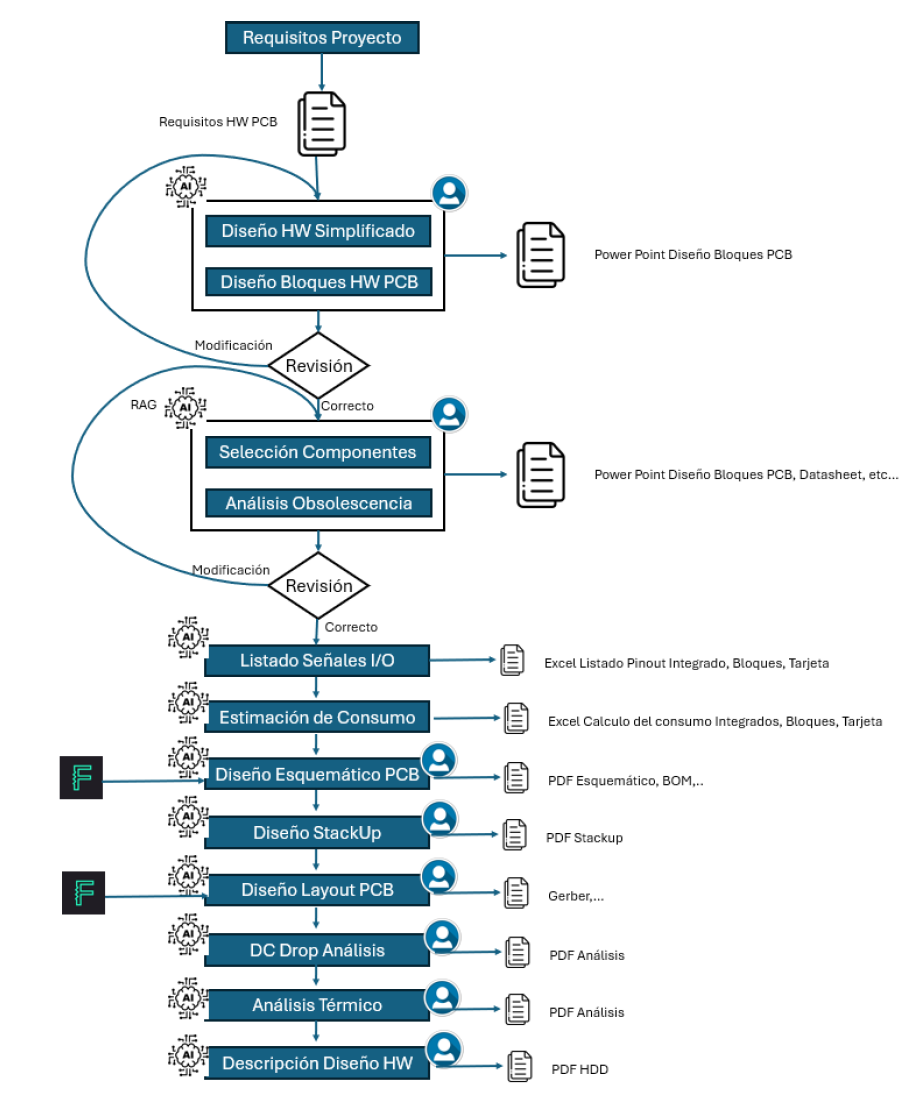 Requisitos Proyecto
Requisitos HW PCB
AI
Diseño HW Simplificado
Diseño Bloques HW PCB
Power Point Diseño Bloques PCB
Modificación
Revisión
Correcto
RAG
AI
Selección Componentes
Análisis Obsolescencia
Power Point Diseño Bloques PCB, Datasheet, etc...
Modificación
Revisión
Correcto
AI
Listado Señales I/O
Excel Listado Pinout Integrado, Bloques, Tarjeta
AI
Estimación de Consumo
Excel Calculo del consumo Integrados, Bloques, Tarjeta
AI
F
Diseño Esquemático PCB
PDF Esquemático, BOM,..
AI
Diseño StackUp
PDF Stackup
AI
F
Diseño Layout PCB
Gerber,...
AI
DC Drop Análisis
PDF Análisis
AI
Análisis Térmico
PDF Análisis
AI
Descripción Diseño HW
PDF HDD